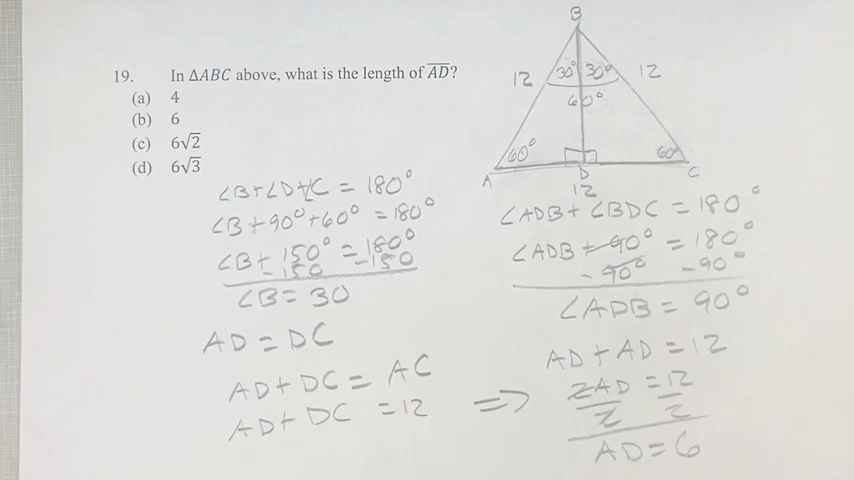 19. In ΔABC above, what is the length of A̅D̅?
(a) 4
(b) 6
(c) 6√2
(d) 6√3
B
12 30° 30° 12
60°
60° 60°
A D C
12
∠B+∠D+∠C = 180°
∠B+90°+60° = 180°
∠B+150° = 180°
-150 -150
∠B = 30
AD = DC
AD+DC = AC
AD+DC = 12
∠ADB + ∠BDC = 180°
∠ADB + 90° = 180°
-90° -90°
∠ADB = 90°
AD + AD = 12
⇒ 2AD = 12
2 2
AD = 6